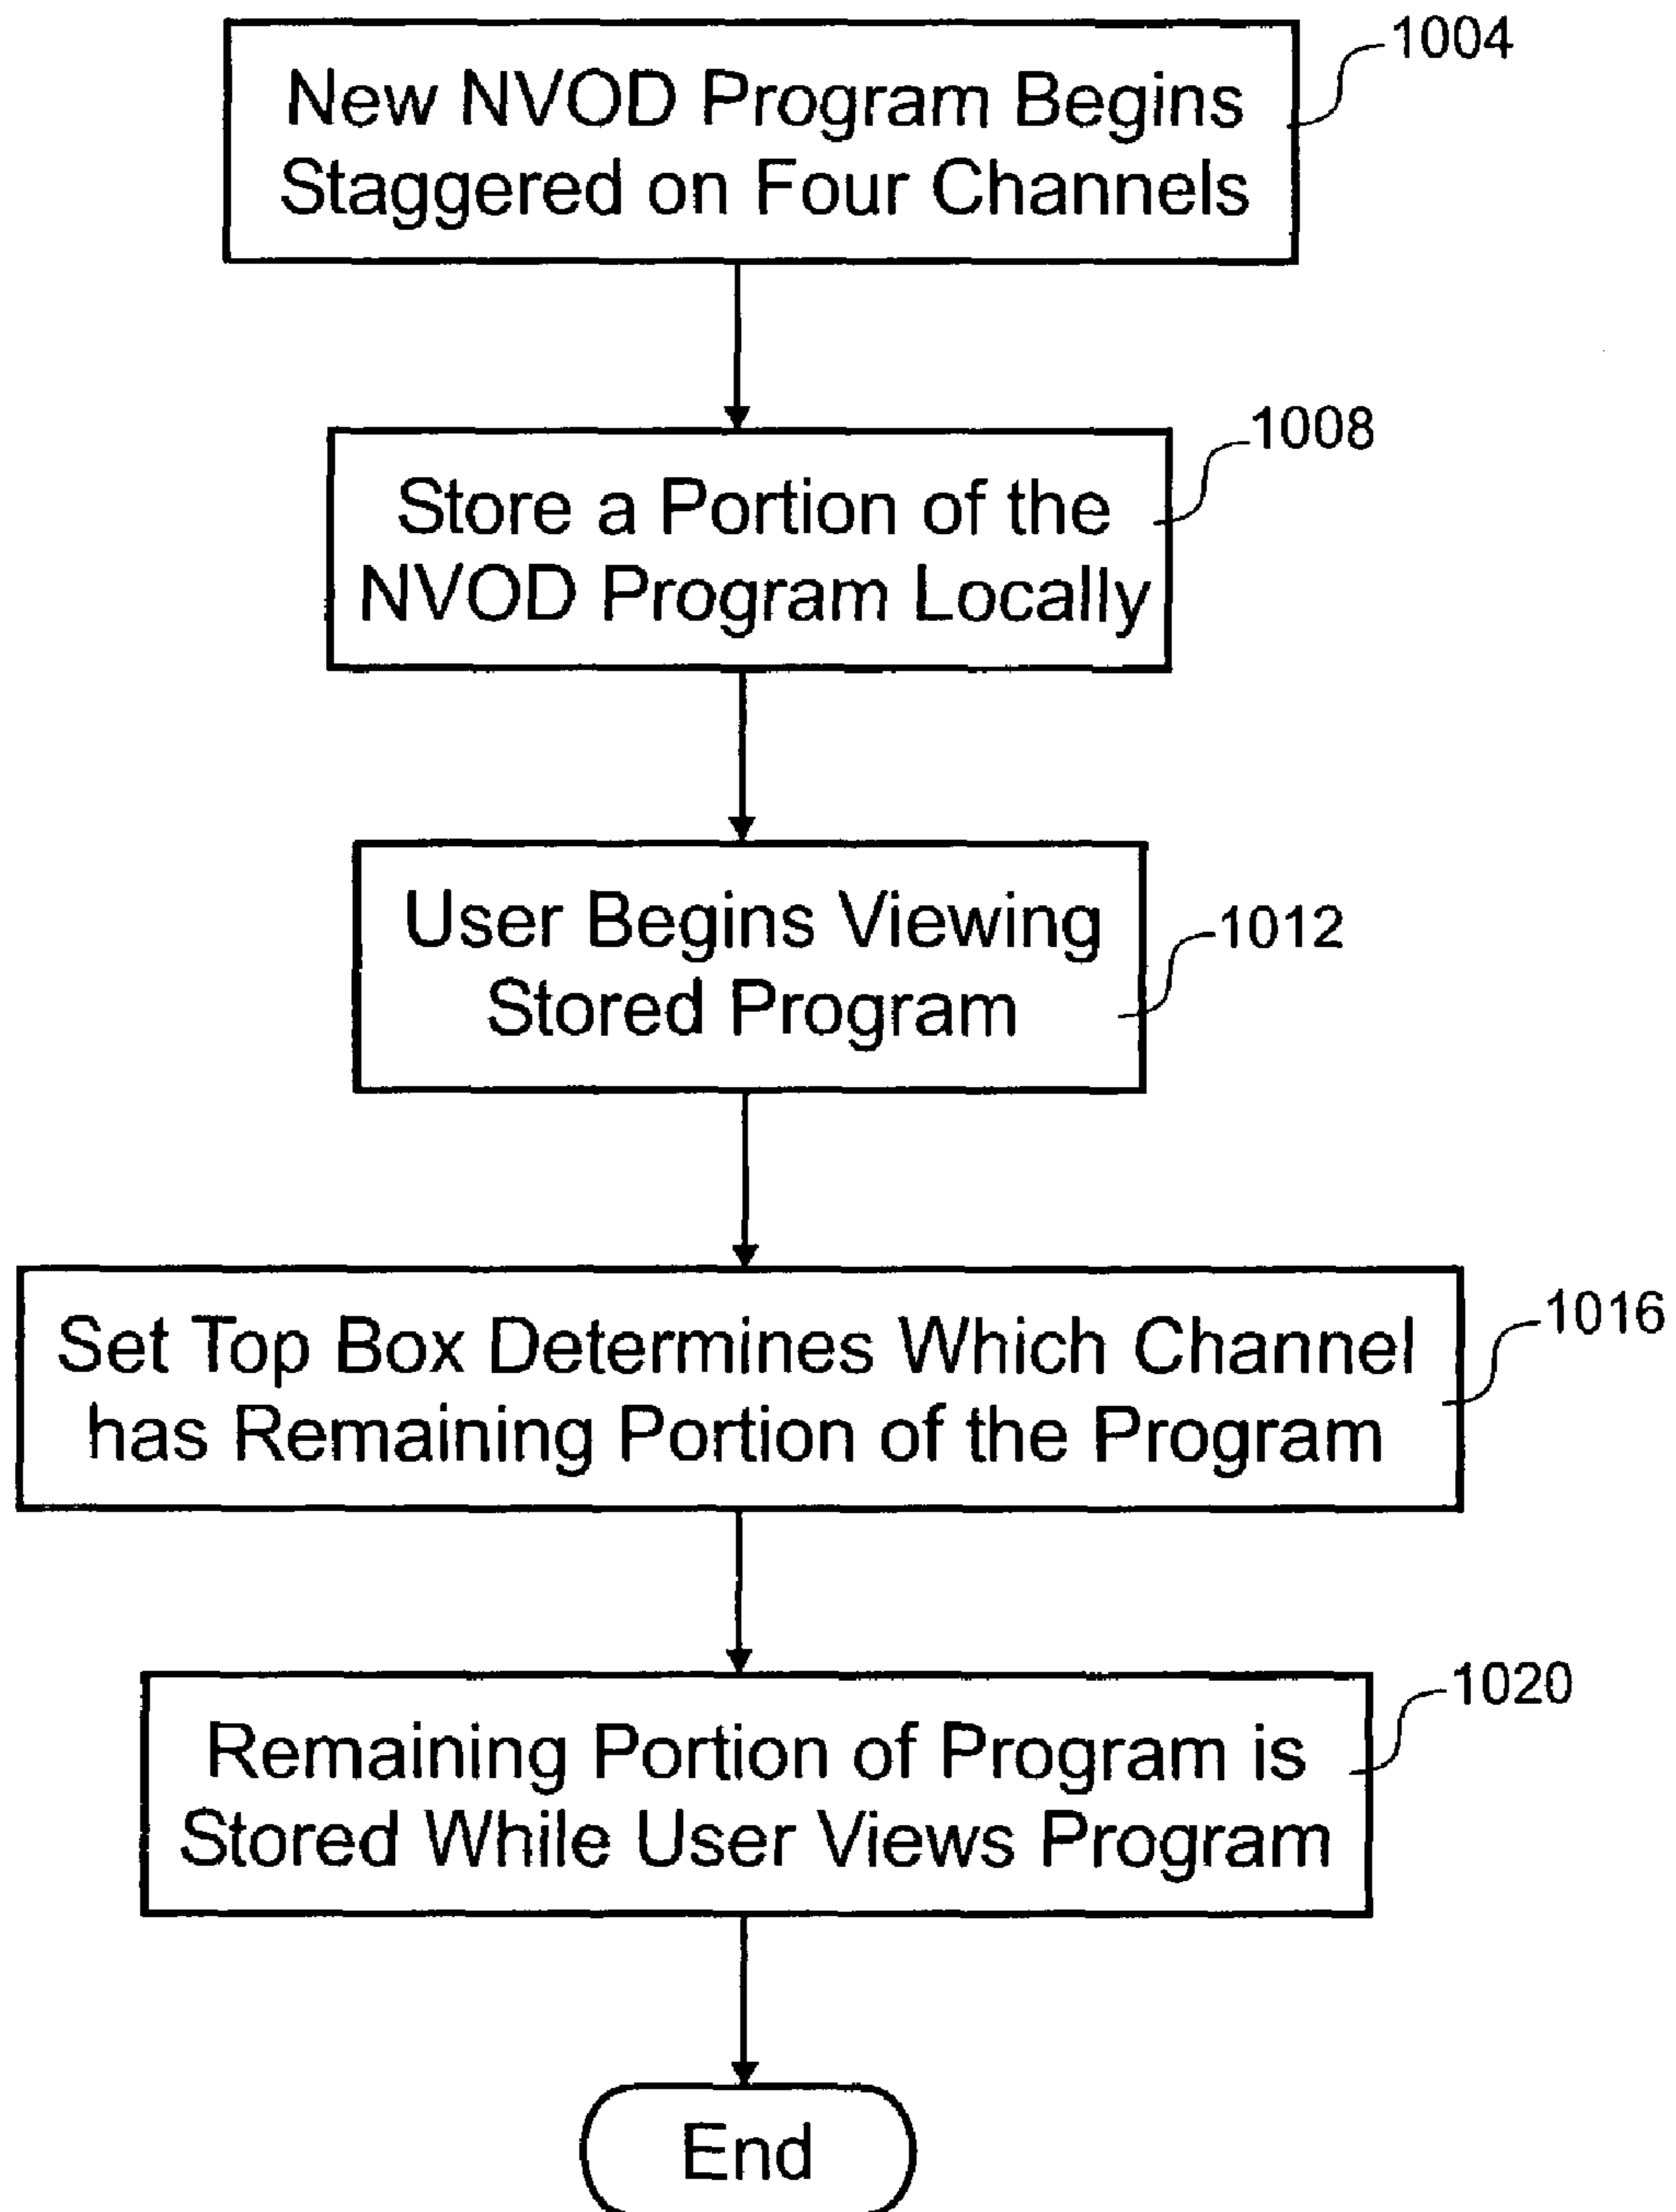 1004
New NVOD Program Begins
Staggered on Four Channels
1008
Store a Portion of the
NVOD Program Locally
User Begins Viewing
Stored Program
1012
Set Top Box Determines Which Channel
has Remaining Portion of the Program
1016
1020
Remaining Portion of Program is
Stored While User Views Program
End